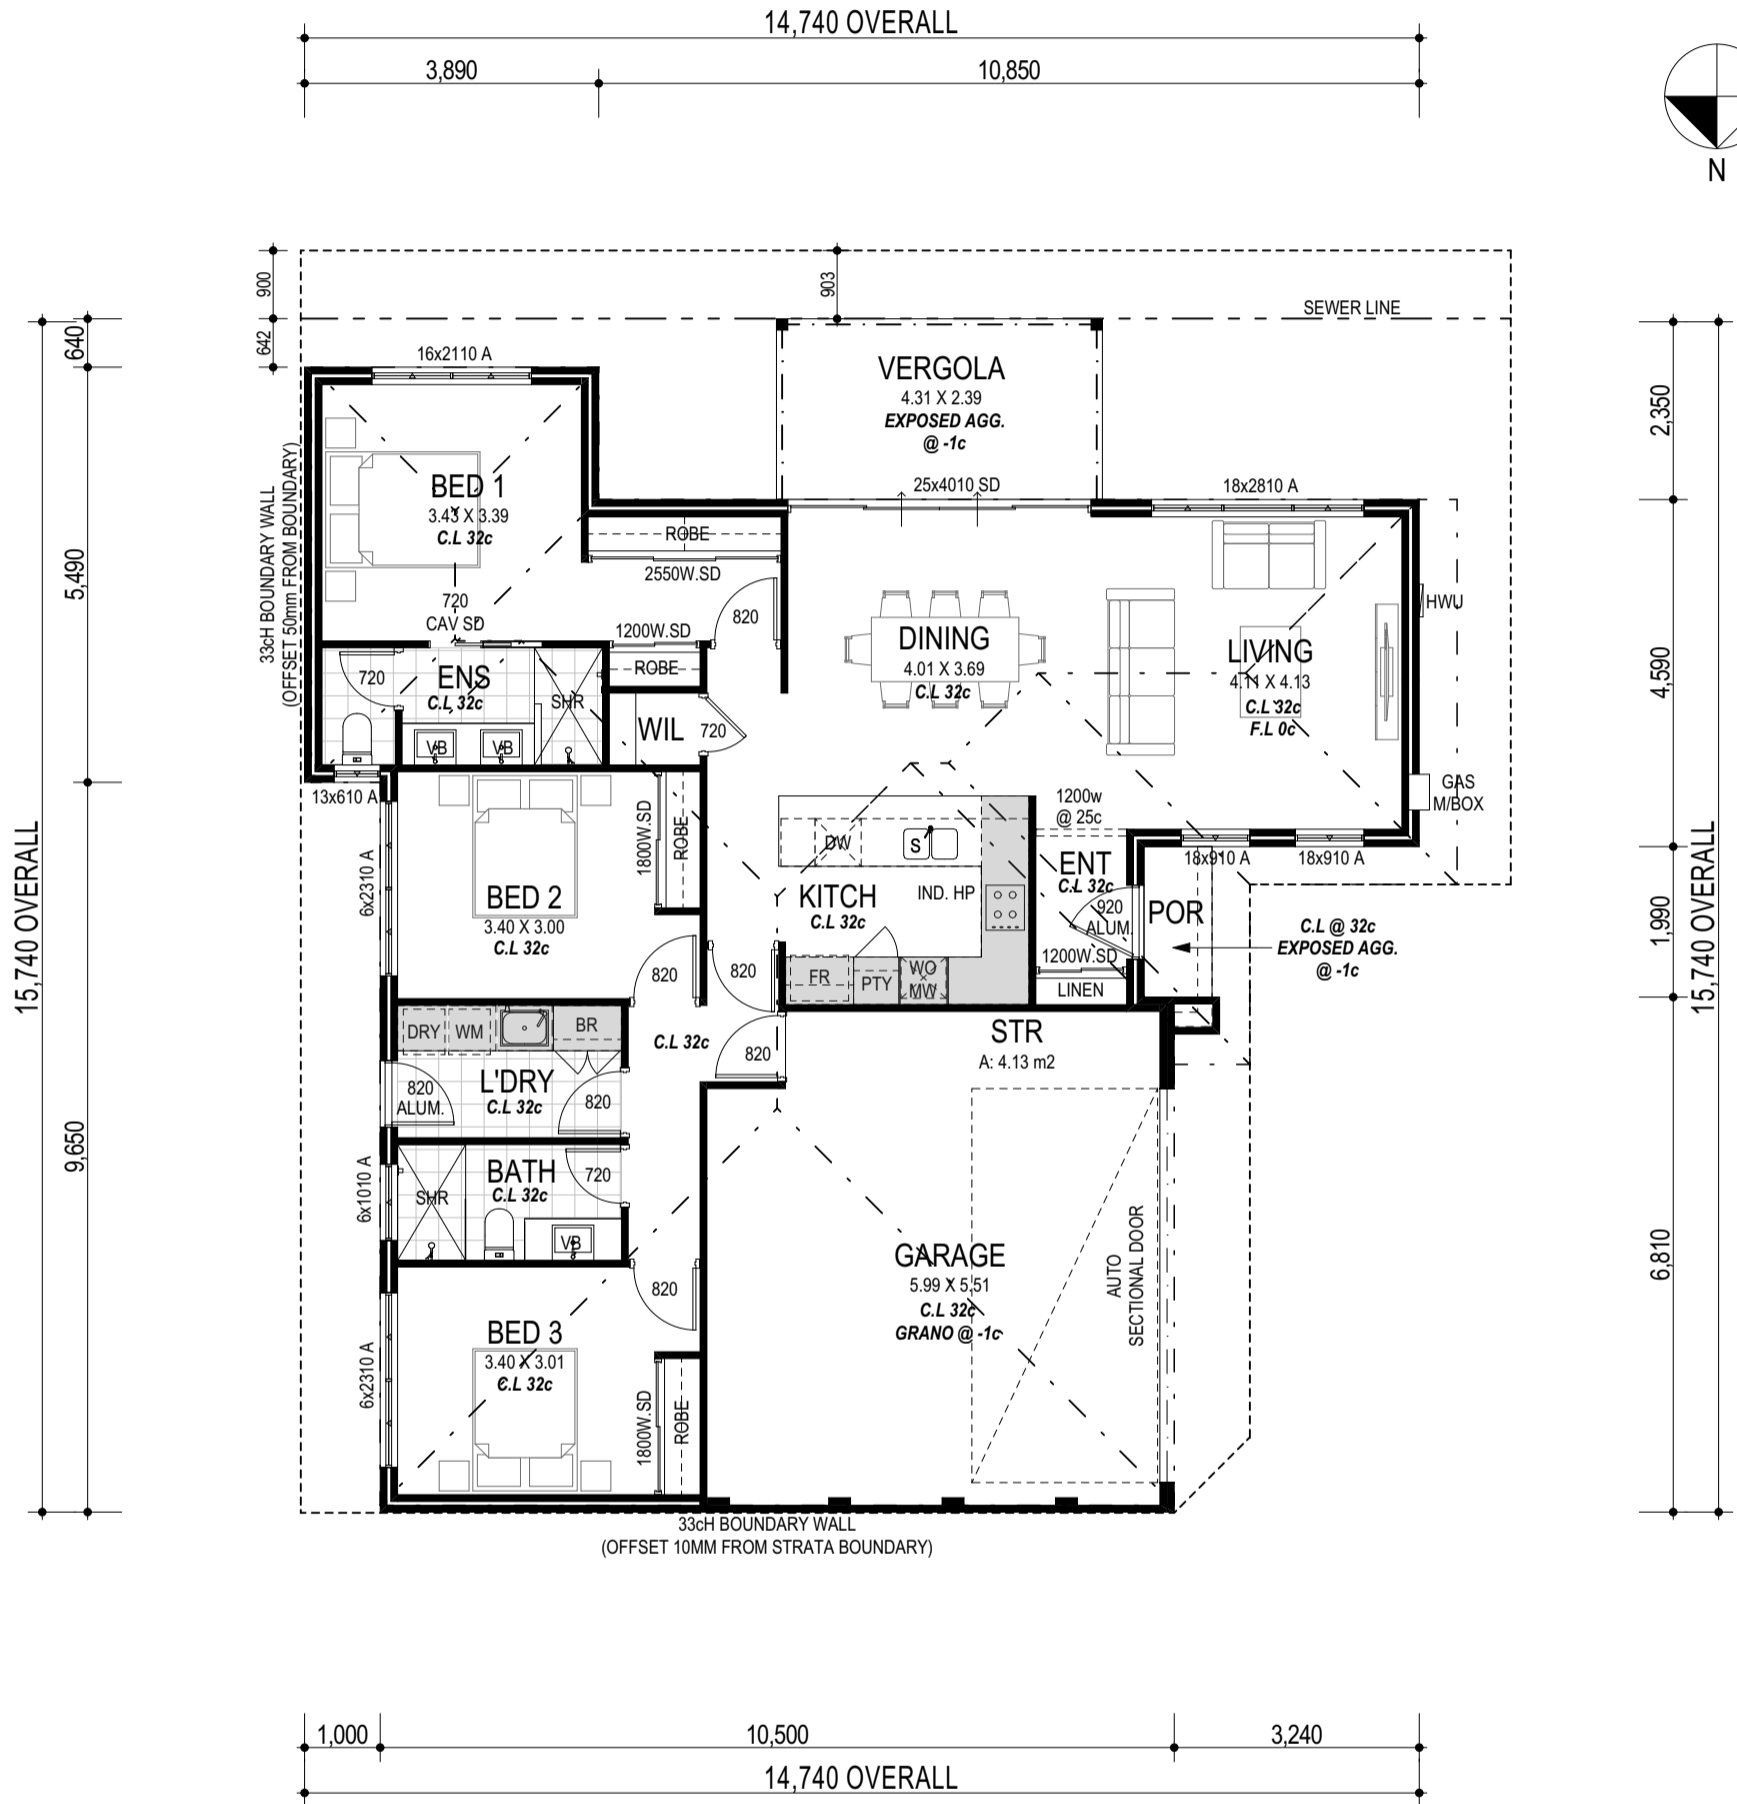 14,740 OVERALL
3,890
10,850
N
900
903
SEWER LINE
640
642
16x2110 A
VERGOLA
4.31 X 2.39
EXPOSED AGG.
@ -1c
2,350
25x4010 SD
18x2810 A
33cH BOUNDARY WALL
(OFFSET 50mm FROM BOUNDARY)
BED 1
3.43 X 3.39
C.L 32c
ROBE
2550W.SD
5,490
720
CAV SD
1200W.SD
820
HWU
DINING
4.01 X 3.69
C.L 32c
LIVING
4.11 X 4.13
C.L 32c
F.L 0c
4,590
720
ENS
C.L 32c
ROBE
SHR
WIL
720
VB
VB
13x610 A
GAS
M/BOX
1200w
@ 25c
15,740 OVERALL
6x2310 A
1800W.SD
ROBE
DW
S
18x910 A
18x910 A
ENT
C.L 32c
BED 2
3.40 X 3.00
C.L 32c
KITCH
C.L 32c
IND. HP
920
ALUM.
POR
C.L @ 32c
EXPOSED AGG.
@ -1c
1,990
15,740 OVERALL
820
820
FR
PTY
WO
MW
1200W.SD
LINEN
DRY
WM
BR
C.L 32c
820
STR
A: 4.13 m2
L'DRY
C.L 32c
820
ALUM.
820
9,650
6x1010 A
BATH
C.L 32c
720
SHR
VB
GARAGE
5.99 X 5.51
C.L 32c
GRANO @ -1c
AUTO
SECTIONAL DOOR
6,810
820
BED 3
3.40 X 3.01
C.L 32c
6x2310 A
1800W.SD
ROBE
33cH BOUNDARY WALL
(OFFSET 10MM FROM STRATA BOUNDARY)
1,000
10,500
3,240
14,740 OVERALL